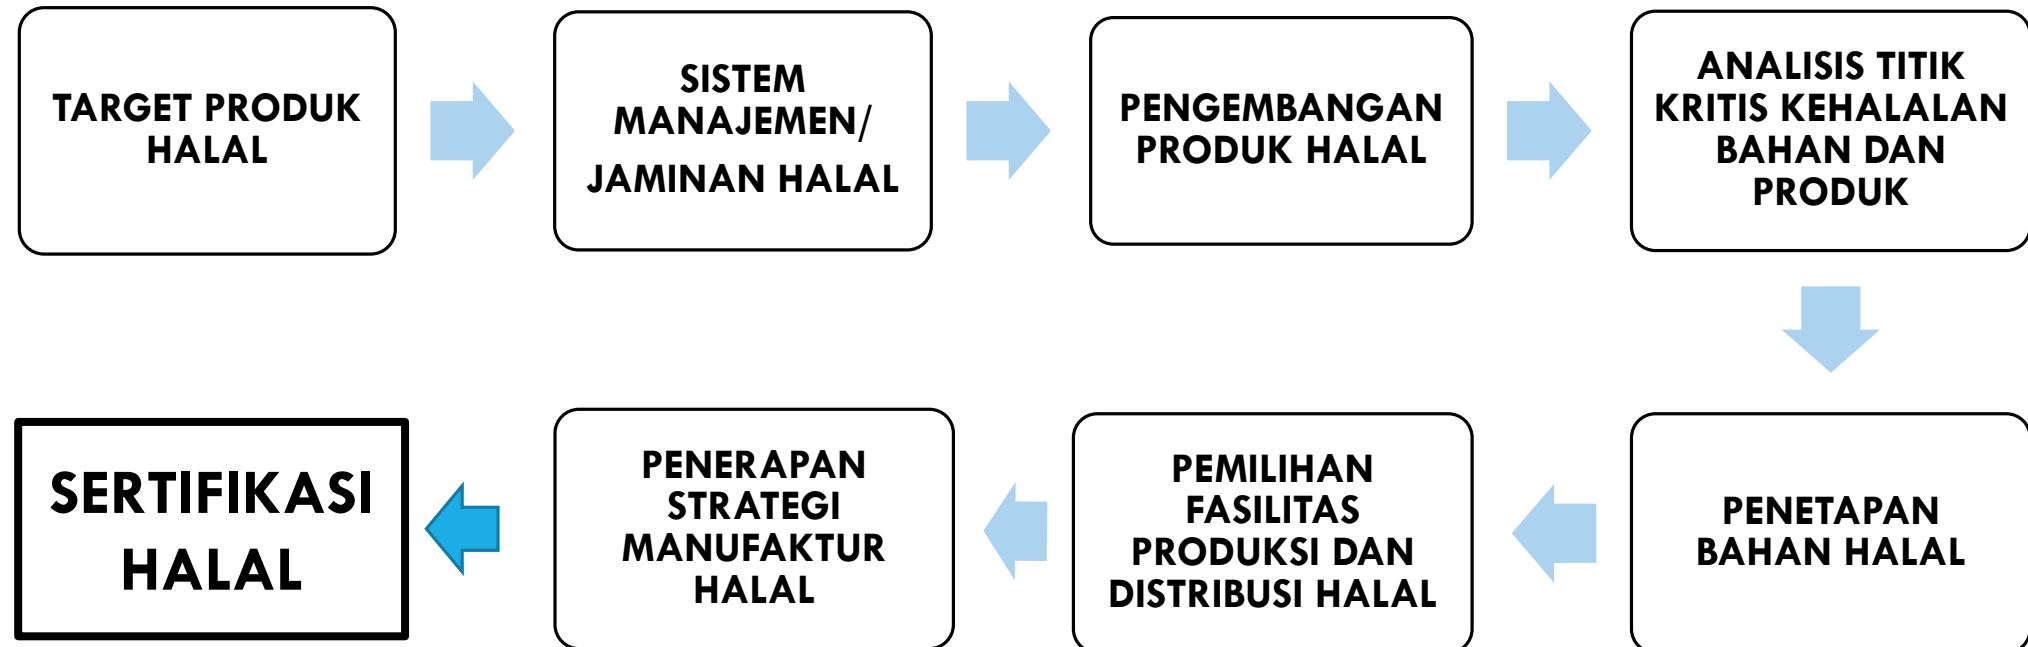 TARGET PRODUK
HALAL
SISTEM
MANAJEMEN/
JAMINAN HALAL
PENGEMBANGAN
PRODUK HALAL
ANALISIS TITIK
KRITIS KEHALALAN
BAHAN DAN
PRODUK
PENETAPAN
BAHAN HALAL
PEMILIHAN
FASILITAS
PRODUKSI DAN
DISTRIBUSI HALAL
PENERAPAN
STRATEGI
MANUFAKTUR
HALAL
SERTIFIKASI
HALAL